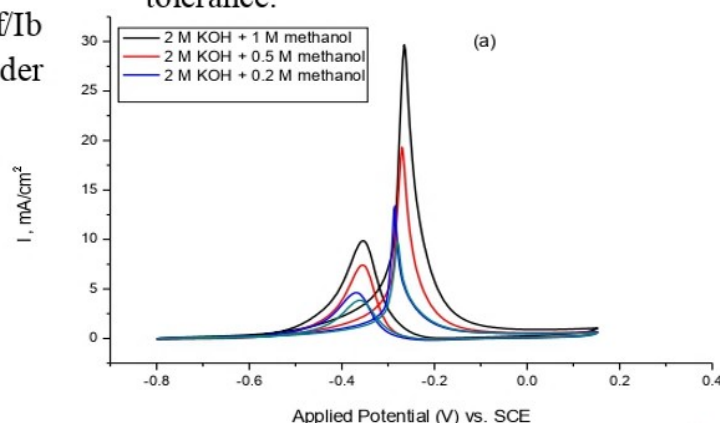 tolerance.
f/Ib
der
2 M KOH + 1 M methanol
2 M KOH + 0.5 M methanol
2 M KOH + 0.2 M methanol
(a)
30
25
20
15
10
5
0
I , mA/cm²
-0.8 -0.6 -0.4 -0.2 0.0 0.2 0.4
Applied Potential (V) vs. SCE